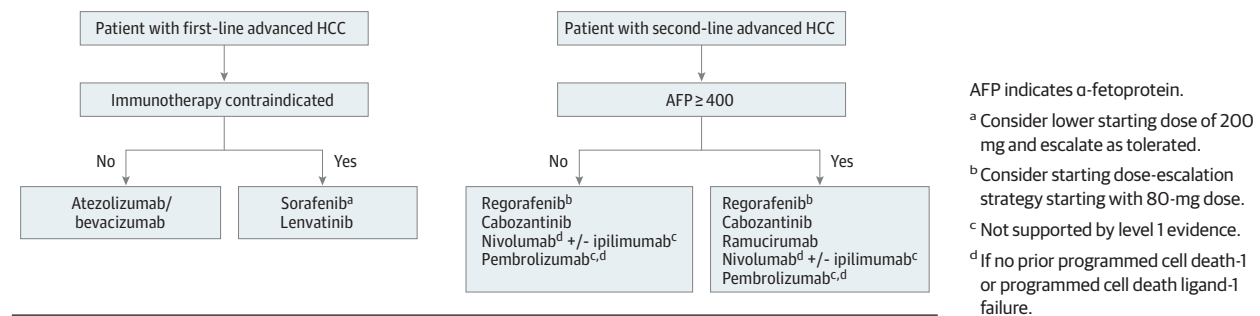 Patient with first-line advanced HCC
Immunotherapy contraindicated
No
Yes
Atezolizumab/
bevacizumab
Sorafenibᵃ
Lenvatinib
Patient with second-line advanced HCC
AFP ≥ 400
No
Yes
Regorafenibᵇ
Cabozantinib
Nivolumabᵈ +/- ipilimumabᶜ
Pembrolizumabᶜ,ᵈ
Regorafenibᵇ
Cabozantinib
Ramucirumab
Nivolumabᵈ +/- ipilimumabᶜ
Pembrolizumabᶜ,ᵈ
AFP indicates α-fetoprotein.
ᵃ Consider lower starting dose of 200
mg and escalate as tolerated.
ᵇ Consider starting dose-escalation
strategy starting with 80-mg dose.
ᶜ Not supported by level 1 evidence.
ᵈ If no prior programmed cell death-1
or programmed cell death ligand-1
failure.